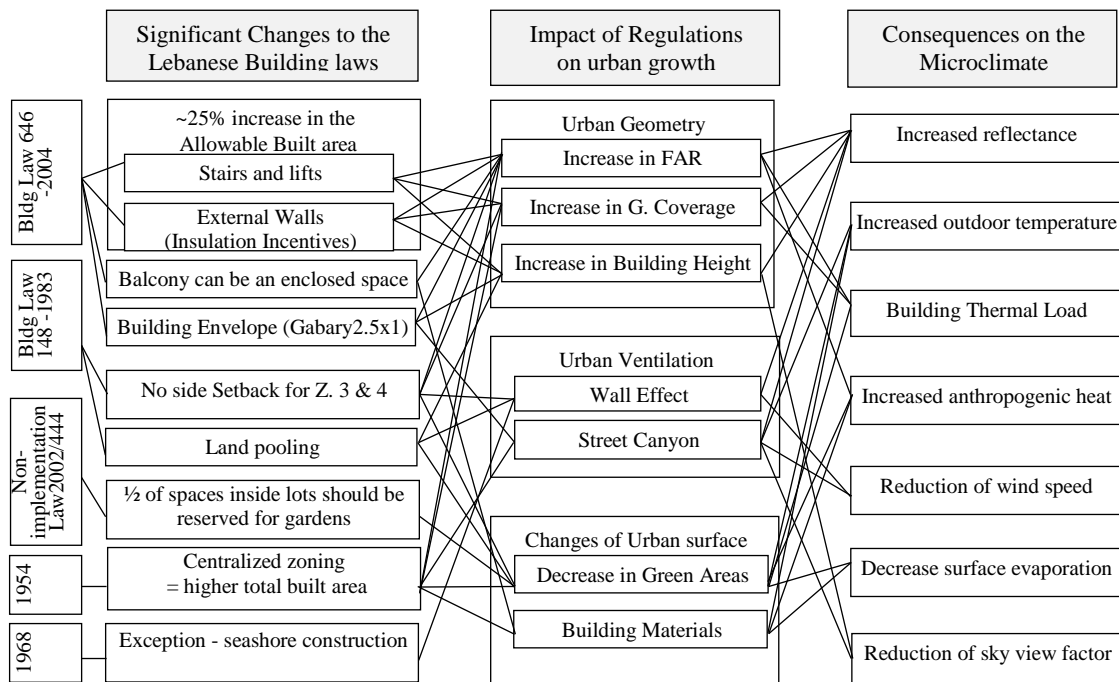 Significant Changes to the
Lebanese Building laws
Impact of Regulations
on urban growth
Consequences on the
Microclimate
Bldg Law 646
-2004
Bldg Law
148 -1983
Non-
implementation
Law2002/444
1954
1968
~25% increase in the
Allowable Built area
Stairs and lifts
External Walls
(Insulation Incentives)
Balcony can be an enclosed space
Building Envelope (Gabary2.5x1)
No side Setback for Z. 3 & 4
Land pooling
½ of spaces inside lots should be
reserved for gardens
Centralized zoning
= higher total built area
Exception - seashore construction
Urban Geometry
Increase in FAR
Increase in G. Coverage
Increase in Building Height
Urban Ventilation
Wall Effect
Street Canyon
Changes of Urban surface
Decrease in Green Areas
Building Materials
Increased reflectance
Increased outdoor temperature
Building Thermal Load
Increased anthropogenic heat
Reduction of wind speed
Decrease surface evaporation
Reduction of sky view factor